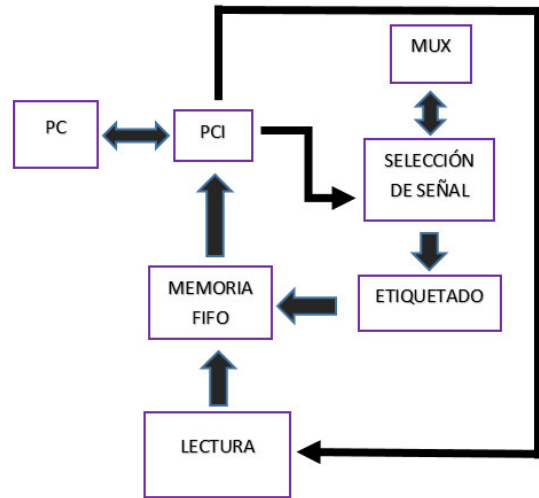 MUX
PC
PCI
SELECCIÓN
DE SEÑAL
MEMORIA
FIFO
ETIQUETADO
LECTURA